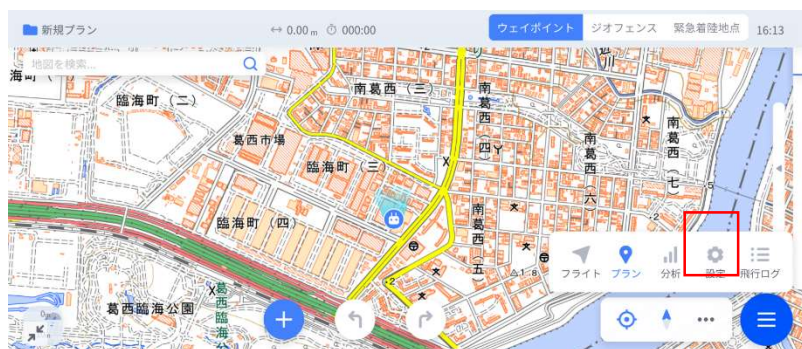 新規プラン
0.00 m
000:00
ウェイポイント
ジオフェンス
緊急着陸地点
16:13
地図を検索...
臨海町（二）
南葛西（三）
南葛西（四）
南葛西（六）
南葛西（七）
葛西市場
臨海町（三）
臨海町（四）
南葛西（五）
葛西臨海公園
フライト
プラン
分析
設定
飛行ログ